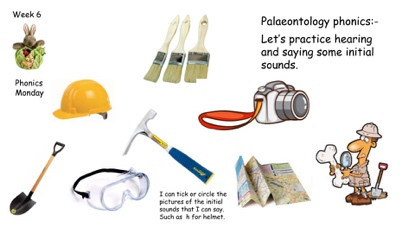 Week 6
Phonics
Monday
Palaeontology phonics:-
Let's practice hearing
and saying some initial
sounds.
I can tick or circle the
pictures of the initial
sounds that I can say.
Such as h for helmet.